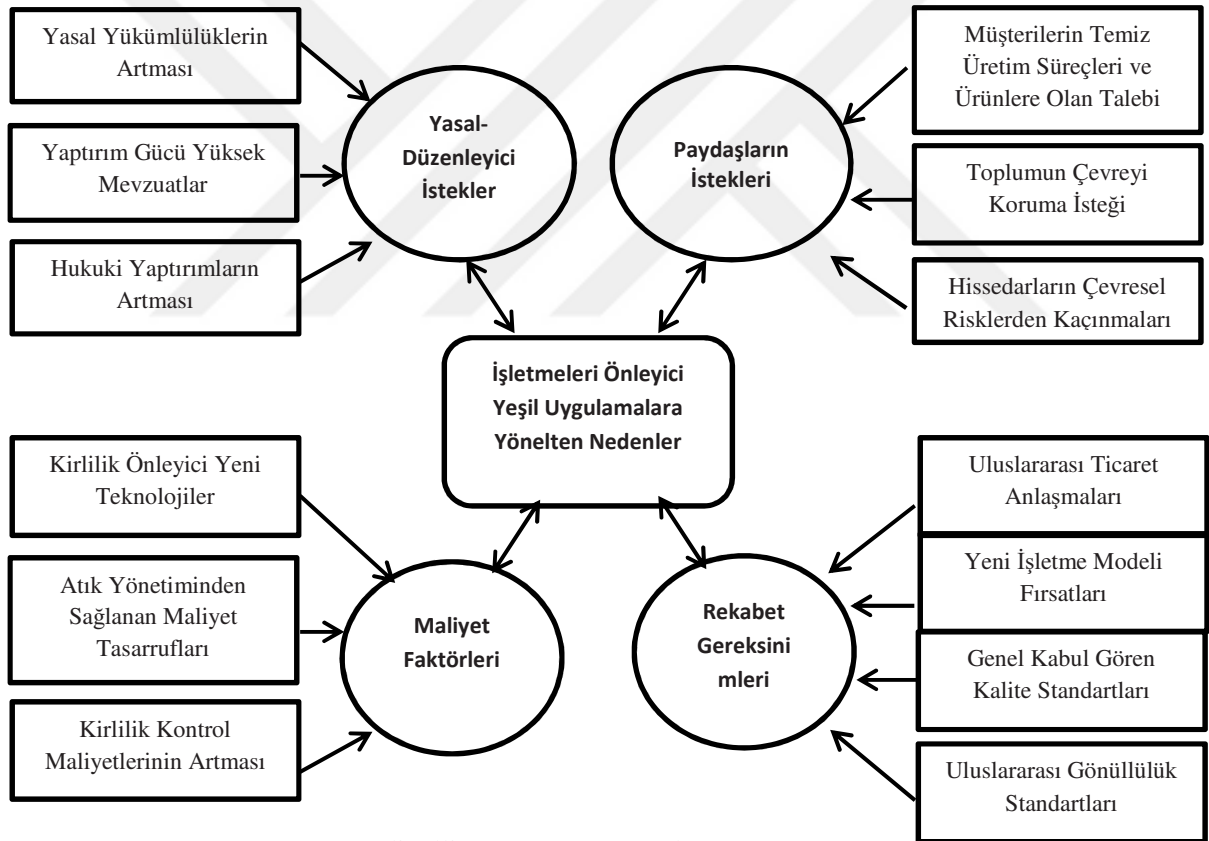 Yasal Yükümlülüklerin
Artması
Yaptırım Gücü Yüksek
Mevzuatlar
Hukuki Yaptırımların
Artması
Yasal-
Düzenleyici
İstekler
Paydaşların
İstekleri
Müşterilerin Temiz
Üretim Süreçleri ve
Ürünlere Olan Talebi
Toplumun Çevreyi
Koruma İsteği
Hissedarların Çevresel
Risklerden Kaçınmaları
İşletmeleri Önleyici
Yeşil Uygulamalara
Yönelten Nedenler
Kirlilik Önleyici Yeni
Teknolojiler
Atık Yönetiminden
Sağlanan Maliyet
Tasarrufları
Kirlilik Kontrol
Maliyetlerinin Artması
Maliyet
Faktörleri
Rekabet
Gereksini
mleri
Uluslararası Ticaret
Anlaşmaları
Yeni İşletme Modeli
Fırsatları
Genel Kabul Gören
Kalite Standartları
Uluslararası Gönüllülük
Standartları